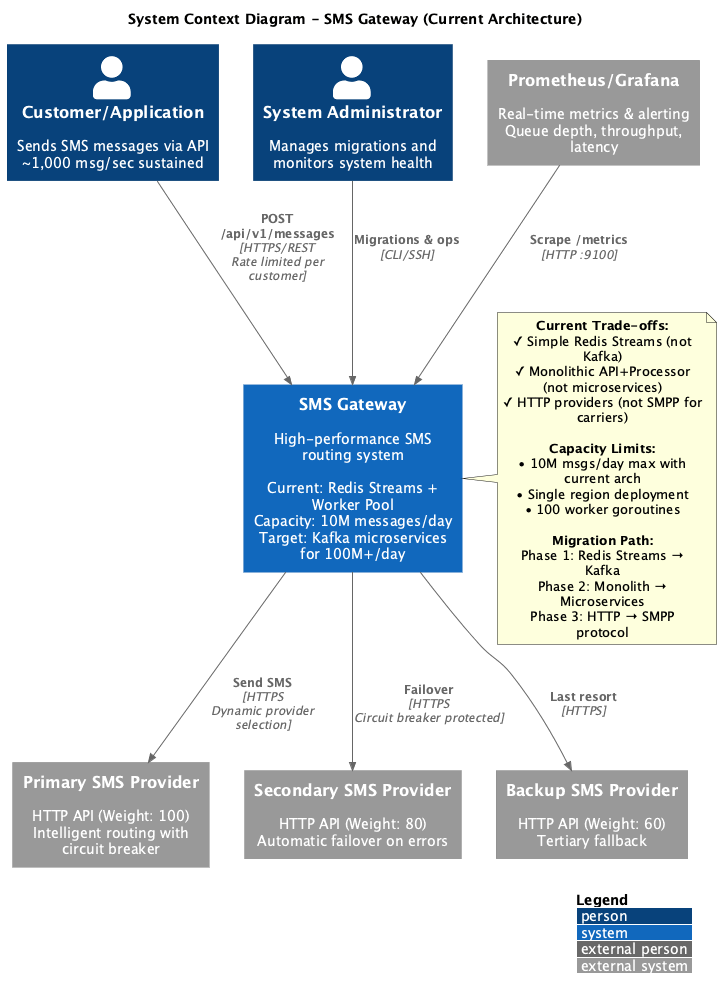 System Context Diagram – SMS Gateway (Current Architecture)
Customer/Application
Sends SMS messages via API
~1,000 msg/sec sustained
System Administrator
Manages migrations and
monitors system health
Prometheus/Grafana
Real-time metrics & alerting
Queue depth, throughput,
latency
POST
/api/v1/messages
[HTTPS/REST
Rate limited per
customer]
Migrations & ops
[CLI/SSH]
Scrape /metrics
[HTTP :9100]
SMS Gateway
High-performance SMS
routing system
Current: Redis Streams +
Worker Pool
Capacity: 10M messages/day
Target: Kafka microservices
for 100M+/day
Current Trade-offs:
✓ Simple Redis Streams (not
Kafka)
✓ Monolithic API+Processor
(not microservices)
✓ HTTP providers (not SMPP for
carriers)
Capacity Limits:
• 10M msgs/day max with
current arch
• Single region deployment
• 100 worker goroutines
Migration Path:
Phase 1: Redis Streams →
Kafka
Phase 2: Monolith →
Microservices
Phase 3: HTTP → SMPP
protocol
Send SMS
[HTTPS
Dynamic provider
selection]
Failover
[HTTPS
Circuit breaker protected]
Last resort
[HTTPS]
Primary SMS Provider
HTTP API (Weight: 100)
Intelligent routing with
circuit breaker
Secondary SMS Provider
HTTP API (Weight: 80)
Automatic failover on errors
Backup SMS Provider
HTTP API (Weight: 60)
Tertiary fallback
Legend
person
system
external person
external system